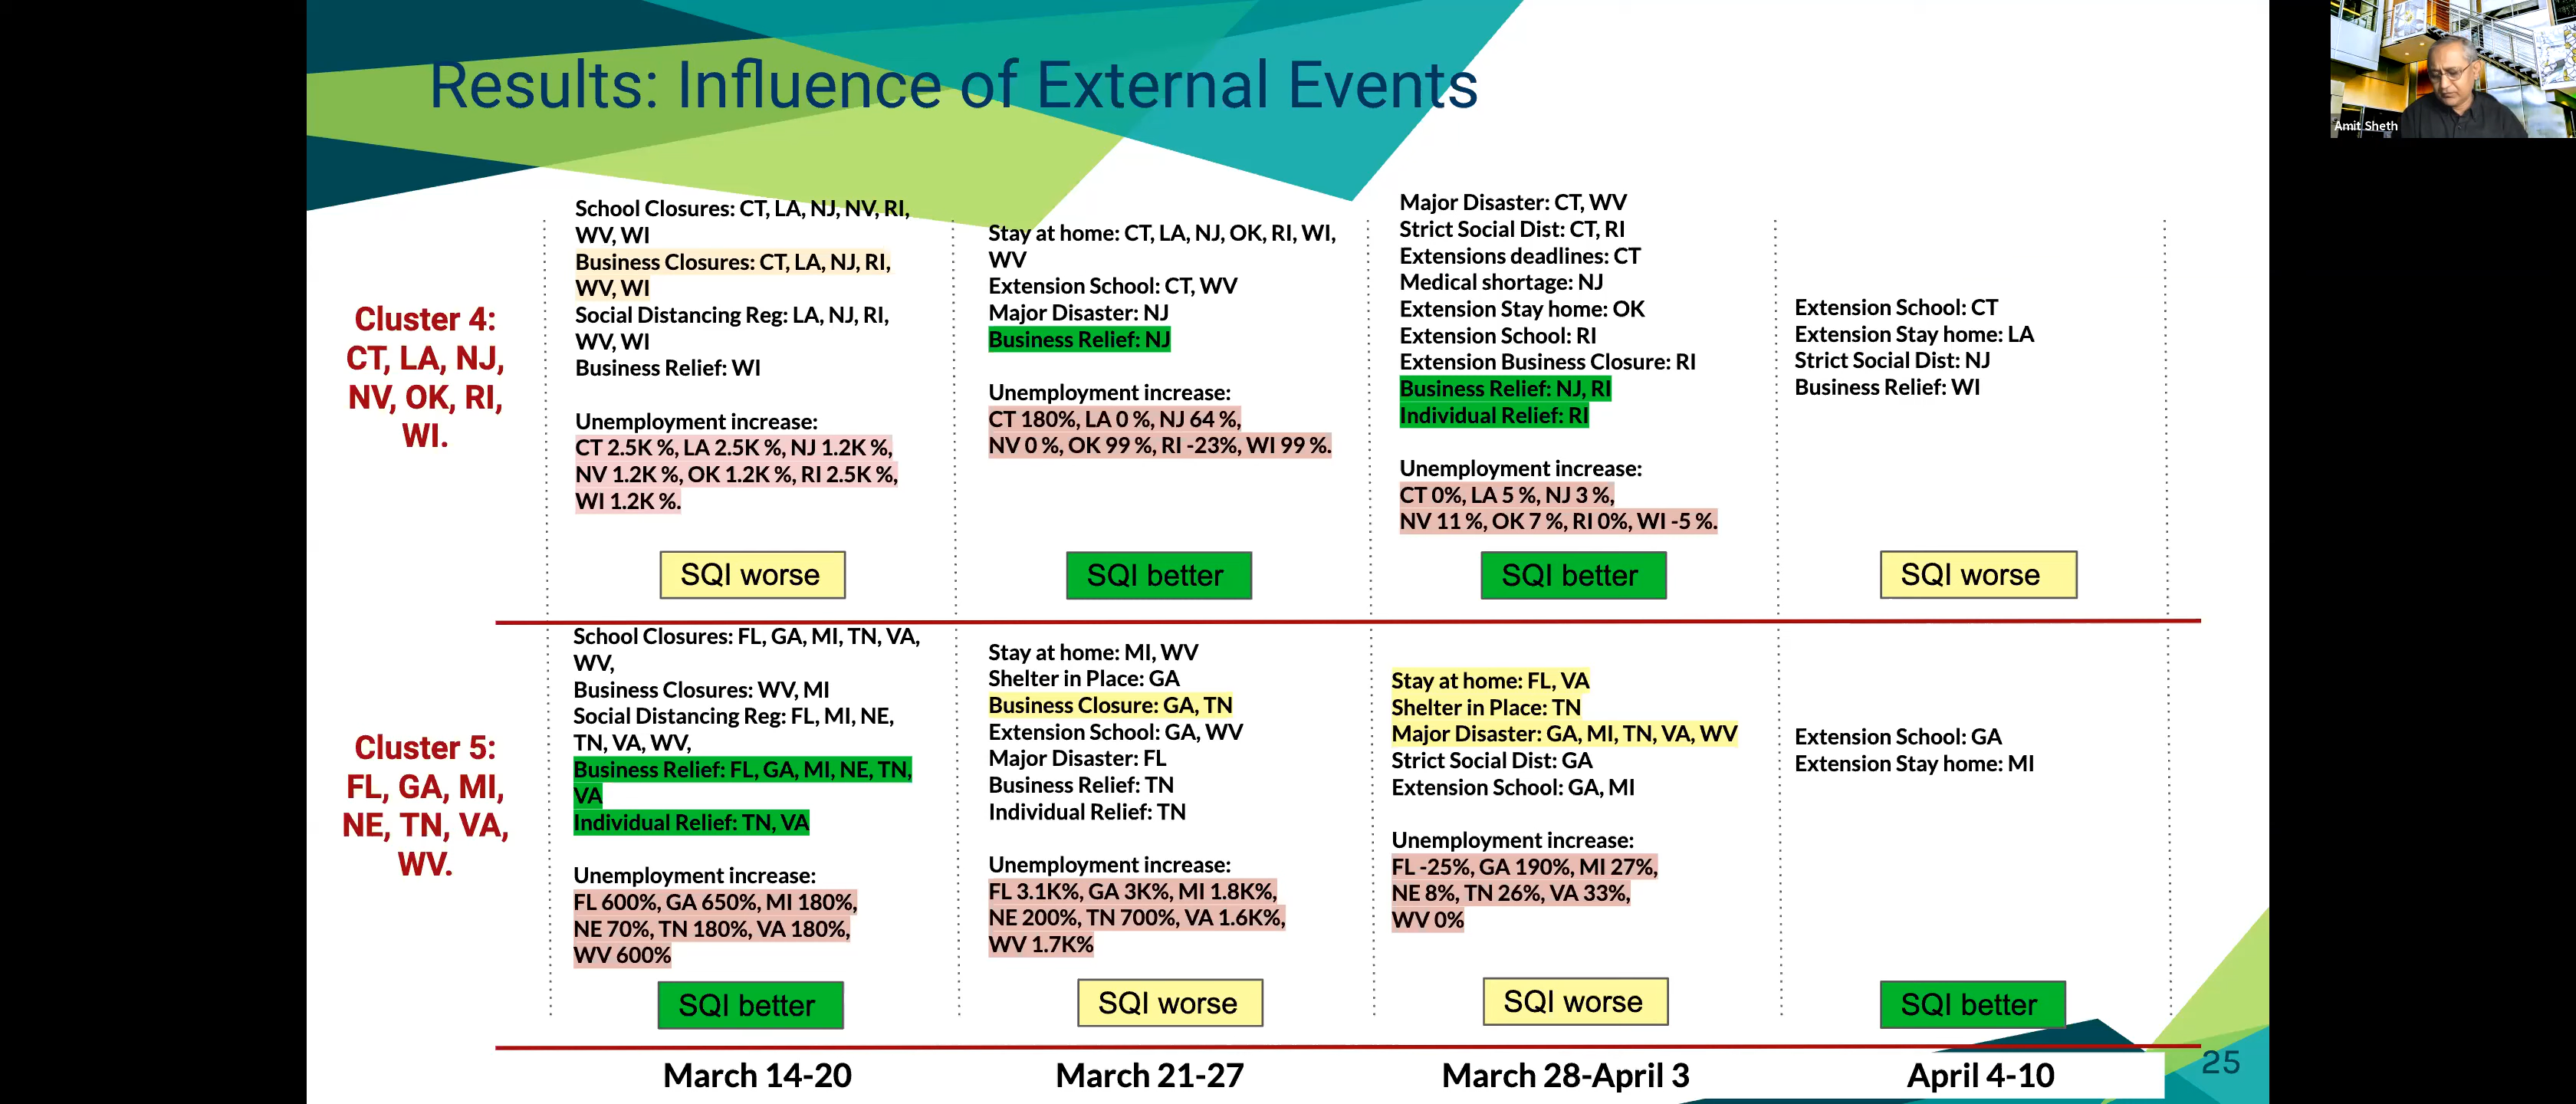 Results: Influence of External Events
Amit Sheth
Cluster 4:
CT, LA, NJ,
NV, OK, RI,
WI.
School Closures: CT, LA, NJ, NV, RI,
WV, WI
Business Closures: CT, LA, NJ, RI,
WV, WI
Social Distancing Reg: LA, NJ, RI,
WV, WI
Business Relief: WI
Unemployment increase:
CT 2.5K %, LA 2.5K %, NJ 1.2K %,
NV 1.2K %, OK 1.2K %, RI 2.5K %,
WI 1.2K %.
SQI worse
Stay at home: CT, LA, NJ, OK, RI, WI,
WV
Extension School: CT, WV
Major Disaster: NJ
Business Relief: NJ
Unemployment increase:
CT 180%, LA 0 %, NJ 64 %,
NV 0 %, OK 99 %, RI -23%, WI 99 %.
SQI better
Major Disaster: CT, WV
Strict Social Dist: CT, RI
Extensions deadlines: CT
Medical shortage: NJ
Extension Stay home: OK
Extension School: RI
Extension Business Closure: RI
Business Relief: NJ, RI
Individual Relief: RI
Unemployment increase:
CT 0%, LA 5 %, NJ 3 %,
NV 11 %, OK 7 %, RI 0%, WI -5 %.
SQI better
Extension School: CT
Extension Stay home: LA
Strict Social Dist: NJ
Business Relief: WI
SQI worse
Cluster 5:
FL, GA, MI,
NE, TN, VA,
WV.
School Closures: FL, GA, MI, TN, VA,
WV,
Business Closures: WV, MI
Social Distancing Reg: FL, MI, NE,
TN, VA, WV,
Business Relief: FL, GA, MI, NE, TN,
VA
Individual Relief: TN, VA
Unemployment increase:
FL 600%, GA 650%, MI 180%,
NE 70%, TN 180%, VA 180%,
WV 600%
SQI better
Stay at home: MI, WV
Shelter in Place: GA
Business Closure: GA, TN
Extension School: GA, WV
Major Disaster: FL
Business Relief: TN
Individual Relief: TN
Unemployment increase:
FL 3.1K%, GA 3K%, MI 1.8K%,
NE 200%, TN 700%, VA 1.6K%,
WV 1.7K%
SQI worse
Stay at home: FL, VA
Shelter in Place: TN
Major Disaster: GA, MI, TN, VA, WV
Strict Social Dist: GA
Extension School: GA, MI
Unemployment increase:
FL -25%, GA 190%, MI 27%,
NE 8%, TN 26%, VA 33%,
WV 0%
SQI worse
Extension School: GA
Extension Stay home: MI
SQI better
March 14-20
March 21-27
March 28-April 3
April 4-10
25